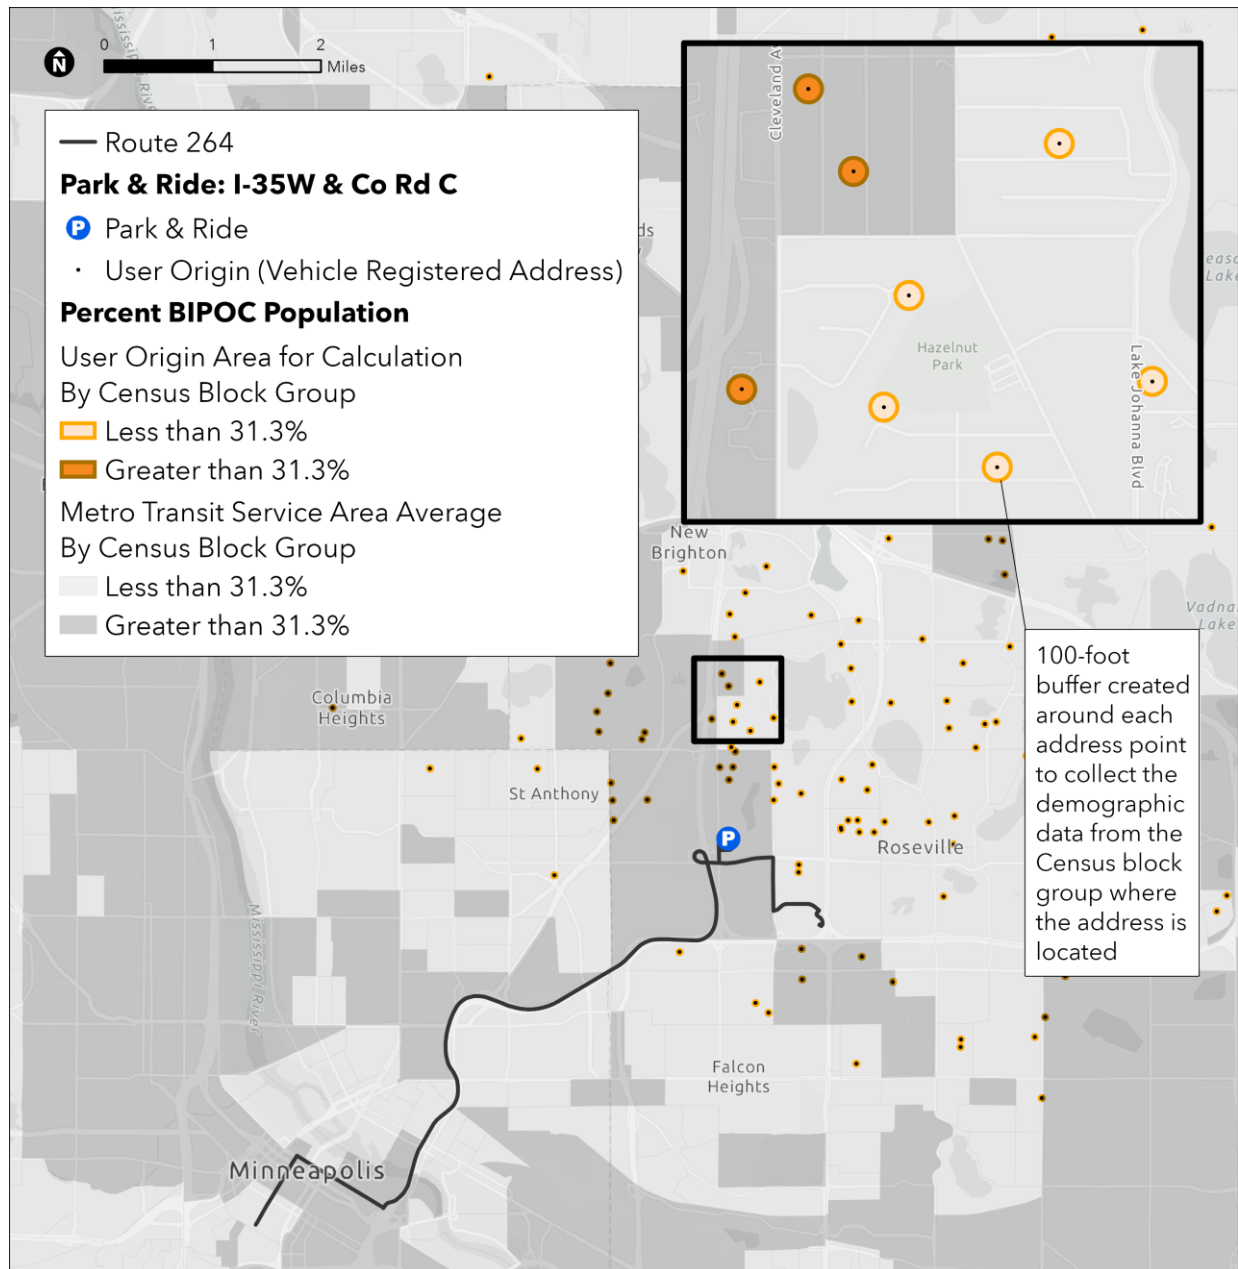 Mississippi River
0 1 2
Miles
N
Route 264
Park & Ride: I-35W & Co Rd C
P Park & Ride
User Origin (Vehicle Registered Address)
Percent BIPOC Population
User Origin Area for Calculation
By Census Block Group
Less than 31.3%
Greater than 31.3%
Metro Transit Service Area Average
By Census Block Group
Less than 31.3%
Greater than 31.3%
Cleveland Av
Hazelnut
Park
Lake Johanna Blvd
Lake
New
Brighton
Lake
100-foot
buffer created
around each
address point
to collect the
demographic
data from the
Census block
group where
the address is
located
Columbia
Heights
St Anthony
P
Roseville
Mississippi River
Falcon
Heights
Minneapolis